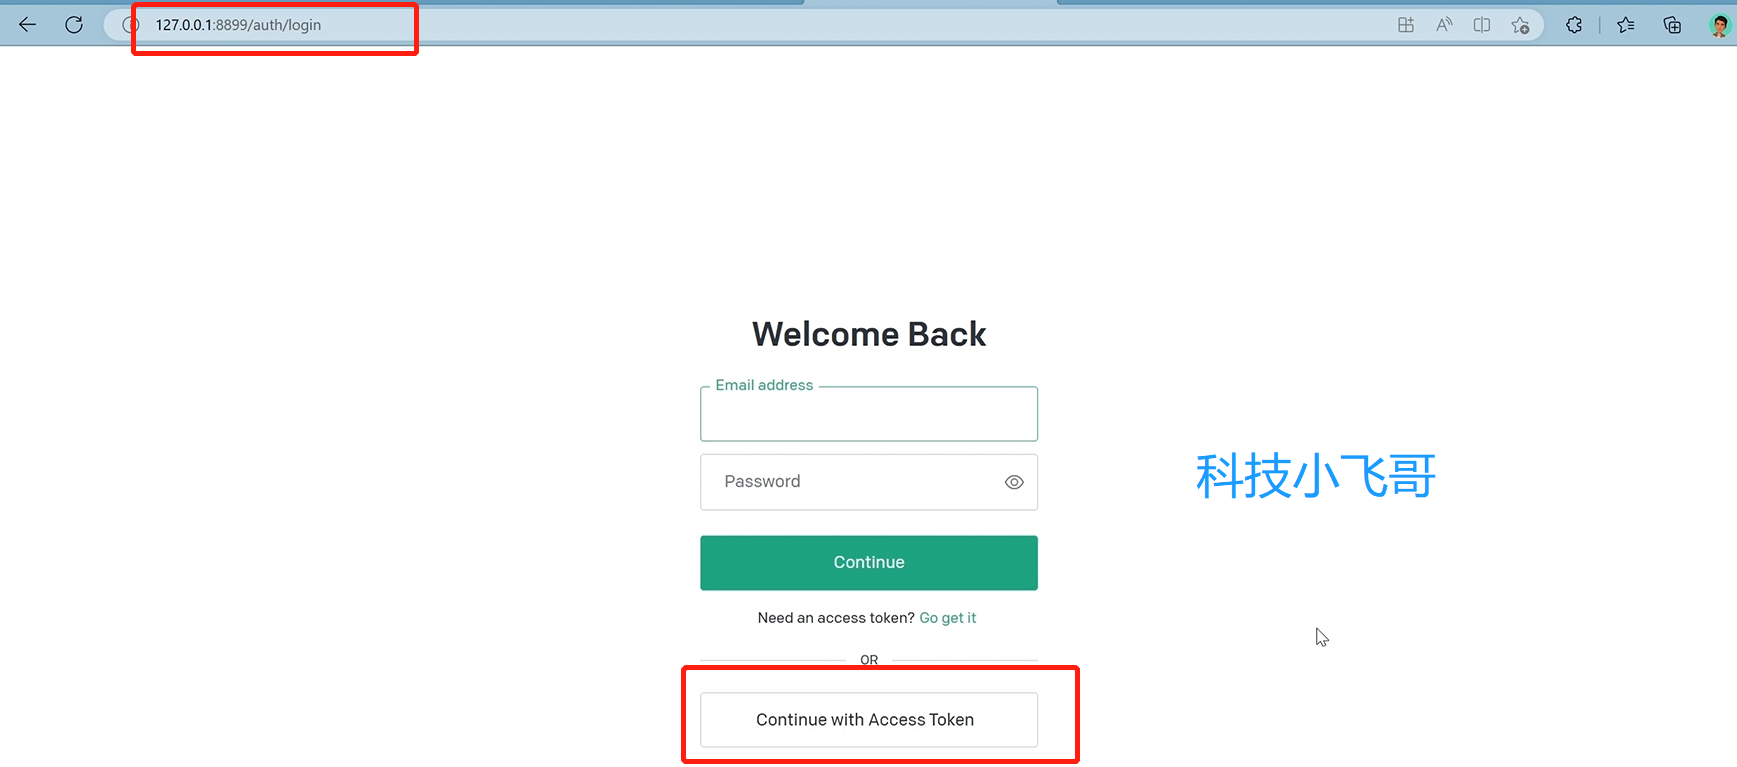 127.0.0.1:8899/auth/login
Welcome Back
Email address
Password
科技小飞哥
Continue
Need an access token? Go get it
OR
Continue with Access Token